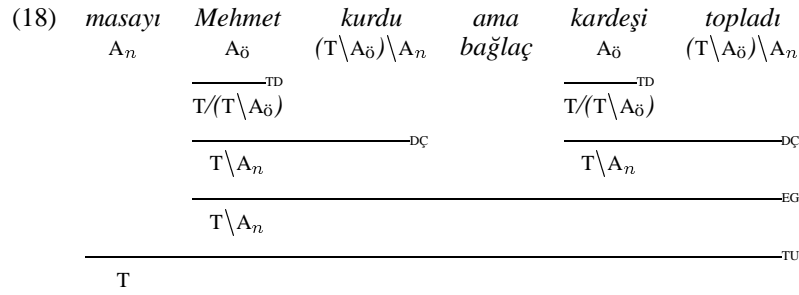 (18) masayı Mehmet kurdu ama kardeşi topladı
Aₙ Aö (T\Aö)\Aₙ bağlaç Aö (T\Aö)\Aₙ
TD TD
T/(T\Aö) T/(T\Aö)
DÇ DÇ
T\Aₙ T\Aₙ
EG
T\Aₙ
TU
T